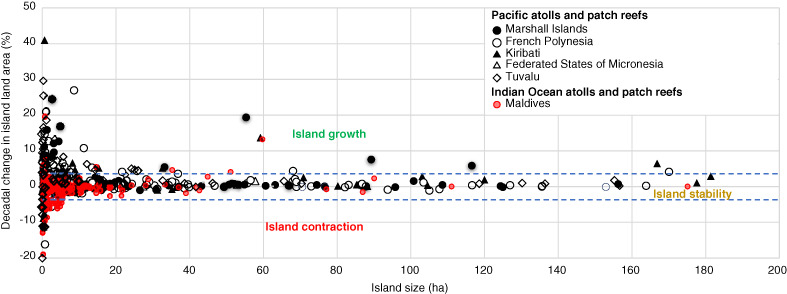 Decadal change in island land area (%)
50
40
30
20
10
0
-10
-20
Pacific atolls and patch reefs
Marshall Islands
French Polynesia
Kiribati
Federated States of Micronesia
Tuvalu
Indian Ocean atolls and patch reefs
Maldives
Island growth
Island stability
Island contraction
0 20 40 60 80 100 120 140 160 180 200
Island size (ha)